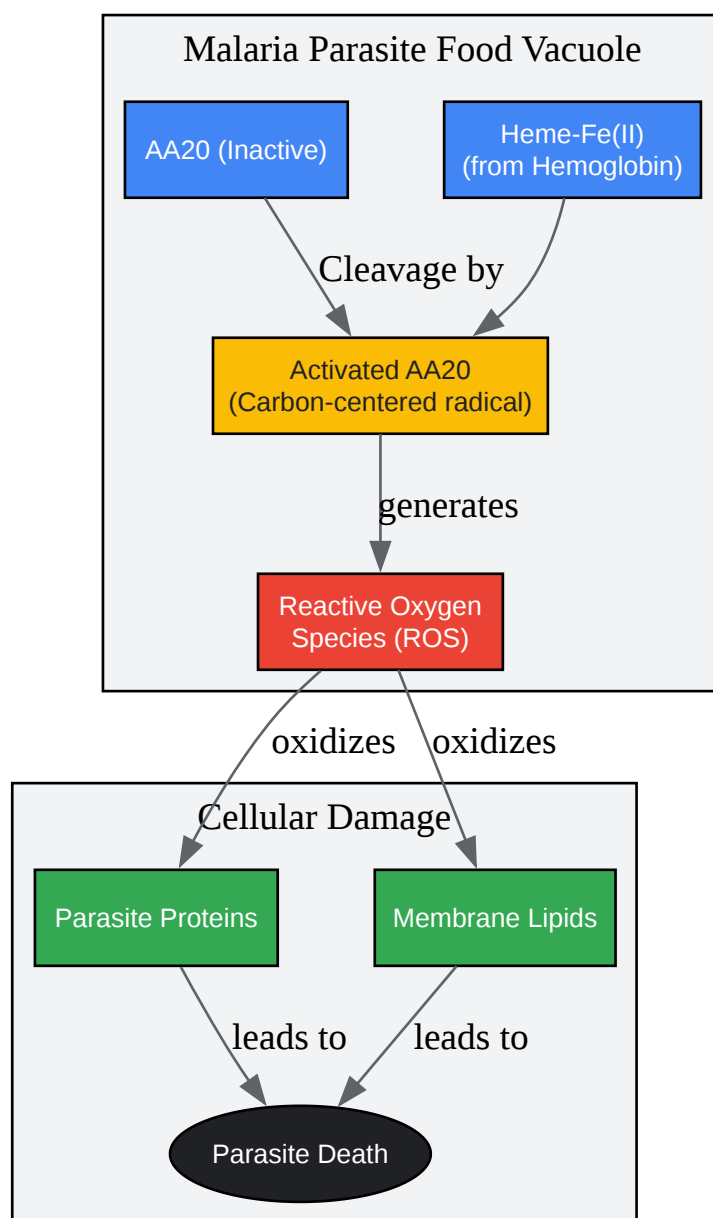 Malaria Parasite Food Vacuole
AA20 (Inactive)
Heme-Fe(II)
(from Hemoglobin)
Cleavage by
Activated AA20
(Carbon-centered radical)
generates
Reactive Oxygen
Species (ROS)
oxidizes
oxidizes
Cellular Damage
Parasite Proteins
Membrane Lipids
leads to
leads to
Parasite Death